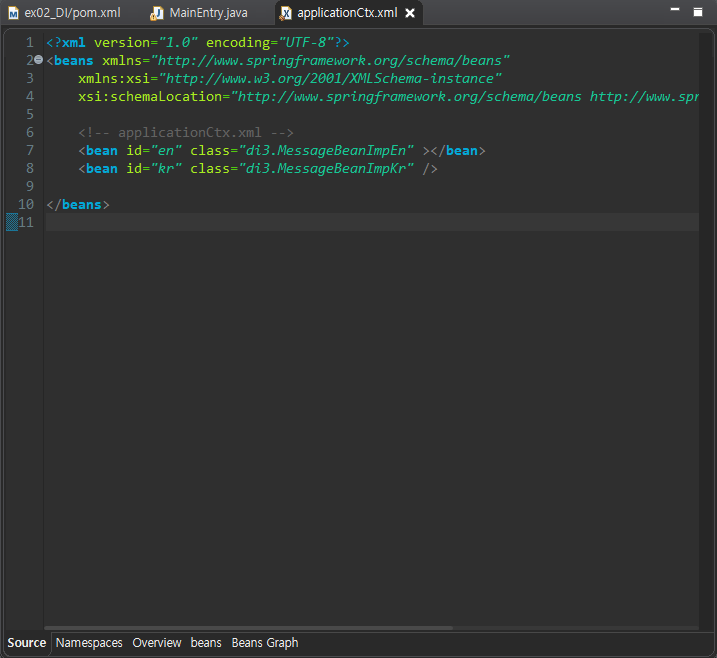 ex02_DI/pom.xml MainEntry.java applicationCtx.xml
1 <?xml version="1.0" encoding="UTF-8"?>
2 <beans xmlns="http://www.springframework.org/schema/beans"
3 xmlns:xsi="http://www.w3.org/2001/XMLSchema-instance"
4 xsi:schemaLocation="http://www.springframework.org/schema/beans http://www.spr
5
6 <!-- applicationCtx.xml -->
7 <bean id="en" class="di3.MessageBeanImpEn" ></bean>
8 <bean id="kr" class="di3.MessageBeanImpKr" />
9
10 </beans>
11
Source Namespaces Overview beans Beans Graph